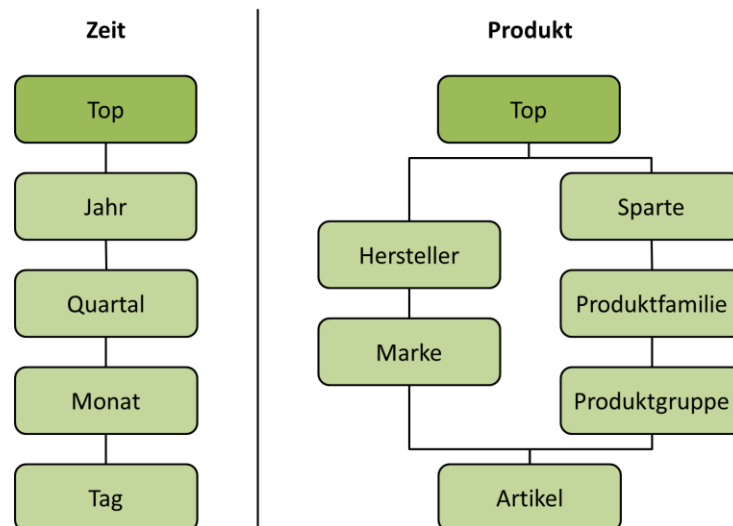 Zeit
Top
Jahr
Quartal
Monat
Tag
Produkt
Top
Hersteller
Marke
Sparte
Produktfamilie
Produktgruppe
Artikel